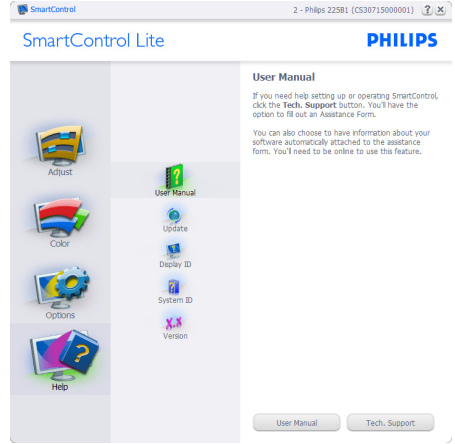 SmartControl
2 - Philips 225B1 (CS30715000001)
SmartControl Lite
PHILIPS
Adjust
Color
Options
Help
User Manual
Update
Display ID
System ID
X.X
Version
User Manual
If you need help setting up or operating SmartControl,
click the Tech. Support button. You'll have the
option to fill out an Assistance Form.
You can also choose to have information about your
software automatically attached to the assistance
form. You'll need to be online to use this feature.
User Manual
Tech. Support